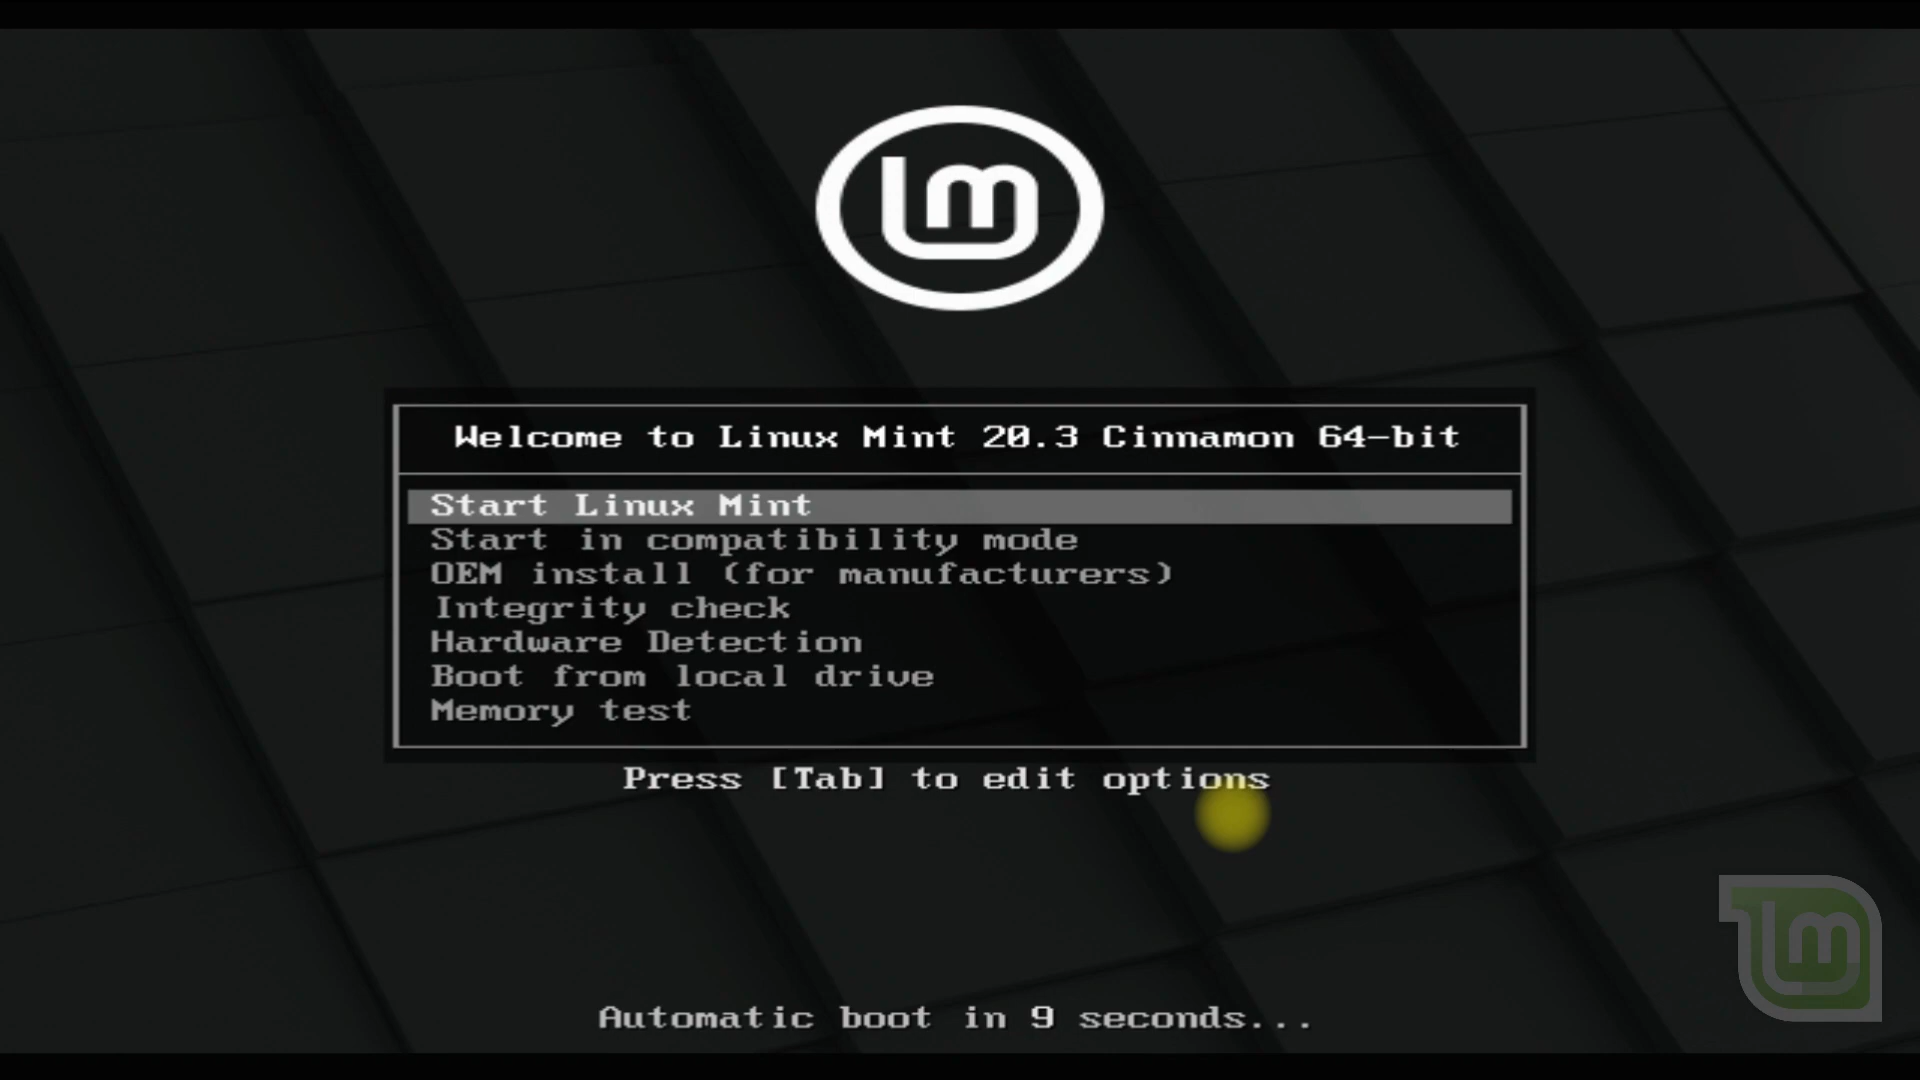 lm
Welcome to Linux Mint 20.3 Cinnamon 64-bit
Start Linux Mint
Start in compatibility mode
OEM install (for manufacturers)
Integrity check
Hardware Detection
Boot from local drive
Memory test
Press [Tab] to edit options
lm
Automatic boot in 9 seconds...